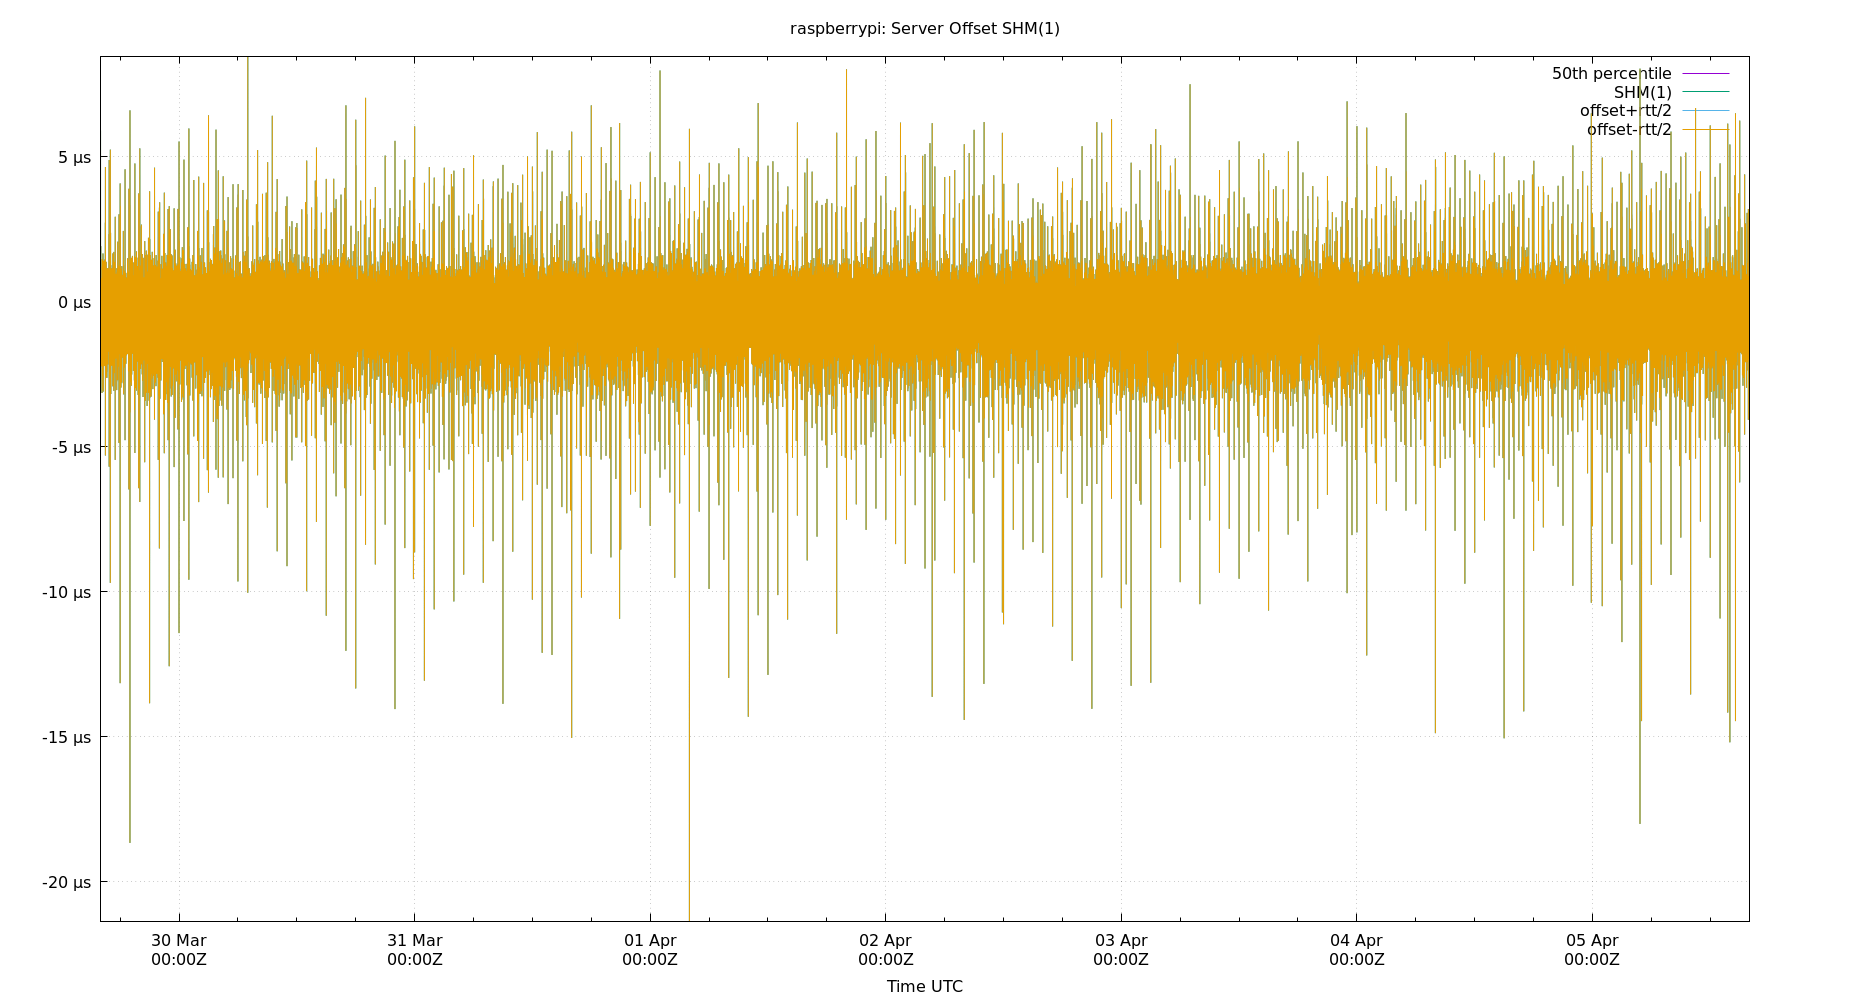 raspberrypi: Server Offset SHM(1)
50th percentile
SHM(1)
offset+rtt/2
offset-rtt/2
5 µs
0 µs
-5 µs
-10 µs
-15 µs
-20 µs
30 Mar
00:00Z
31 Mar
00:00Z
01 Apr
00:00Z
02 Apr
00:00Z
03 Apr
00:00Z
04 Apr
00:00Z
05 Apr
00:00Z
Time UTC